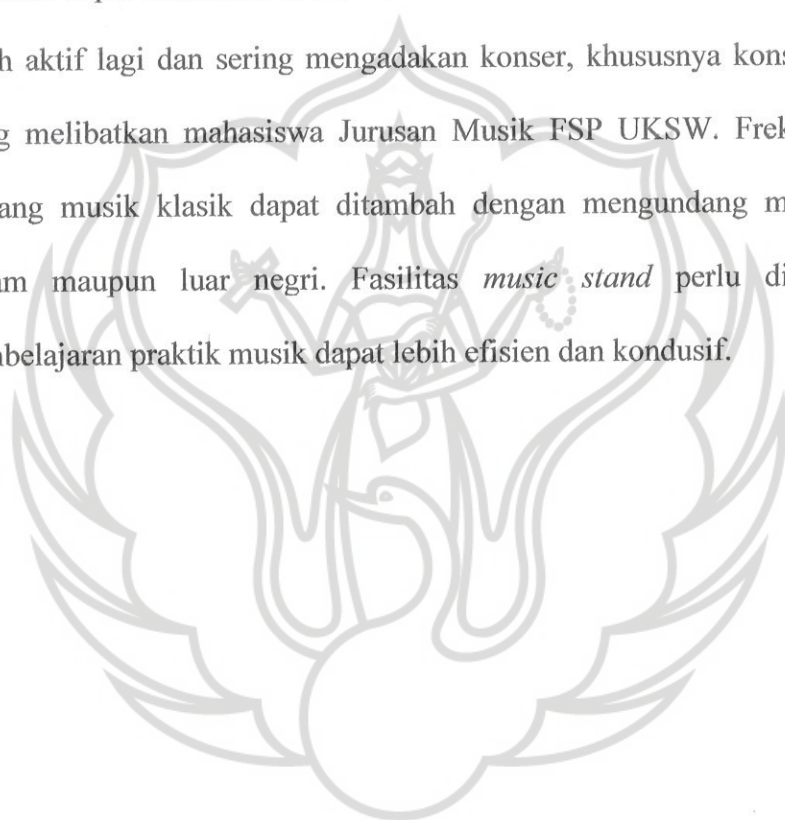 h aktif lagi dan sering mengadakan konser, khususnya kons
g melibatkan mahasiswa Jurusan Musik FSP UKSW. Frek
ang musik klasik dapat ditambah dengan mengundang m
am maupun luar negri. Fasilitas music stand perlu di
belajaran praktik musik dapat lebih efisien dan kondusif.